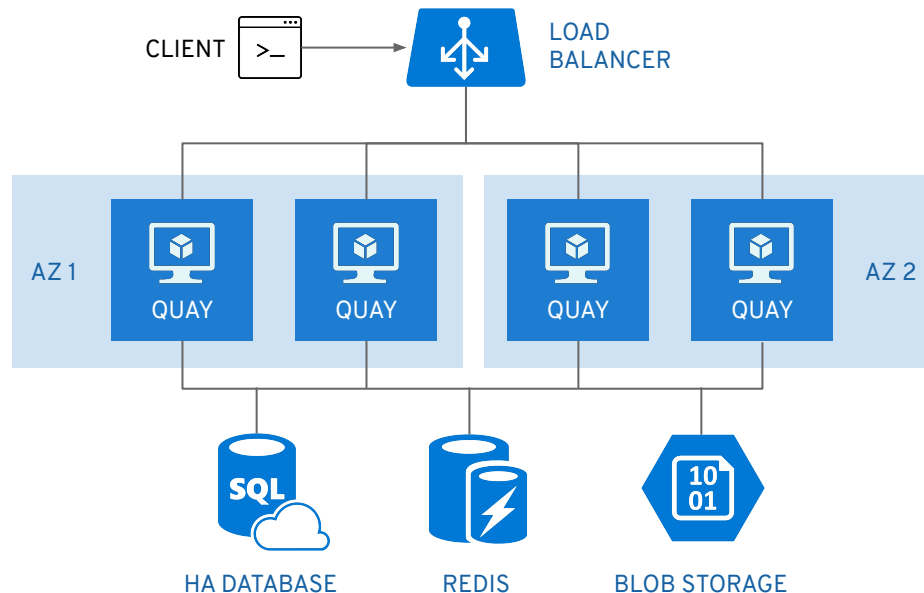 CLIENT
>_
LOAD
BALANCER
AZ 1
QUAY
QUAY
QUAY
QUAY
AZ 2
SQL
10
01
HA DATABASE
REDIS
BLOB STORAGE